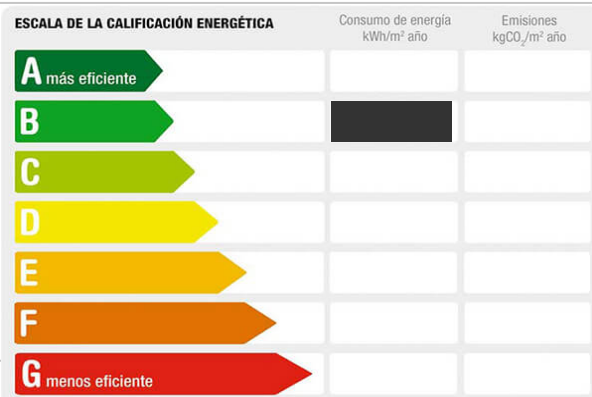 ESCALA DE LA CALIFICACIÓN ENERGÉTICA
Consumo de energía
kWh/m² año
Emisiones
kgCO₂/m² año
A más eficiente
B
C
D
E
F
G menos eficiente